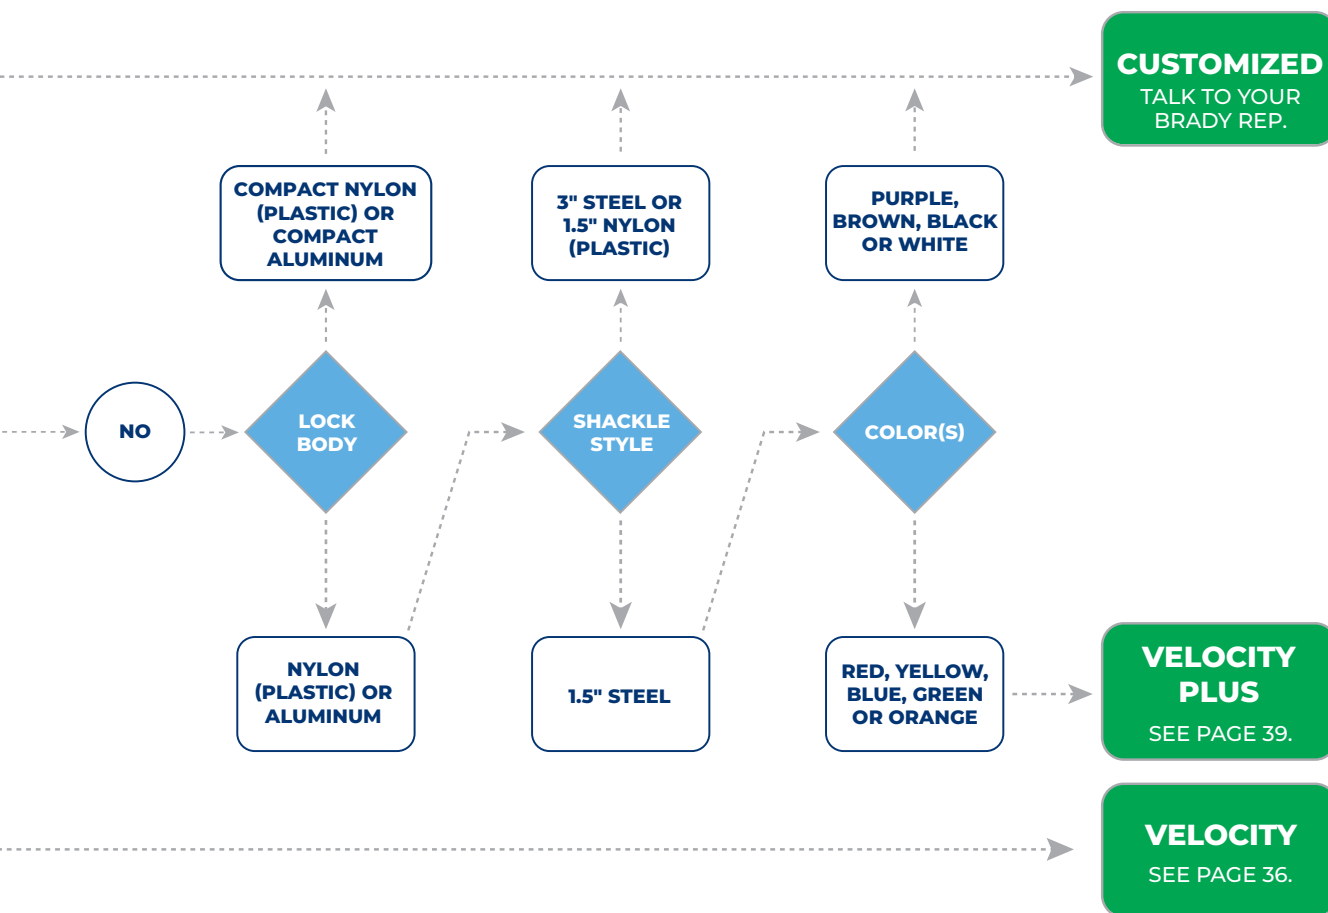 CUSTOMIZED
TALK TO YOUR
BRADY REP.
COMPACT NYLON
(PLASTIC) OR
COMPACT
ALUMINUM
3" STEEL OR
1.5" NYLON
(PLASTIC)
PURPLE,
BROWN, BLACK
OR WHITE
NO
LOCK
BODY
SHACKLE
STYLE
COLOR(S)
NYLON
(PLASTIC) OR
ALUMINUM
1.5" STEEL
RED, YELLOW,
BLUE, GREEN
OR ORANGE
VELOCITY
PLUS
SEE PAGE 39.
VELOCITY
SEE PAGE 36.